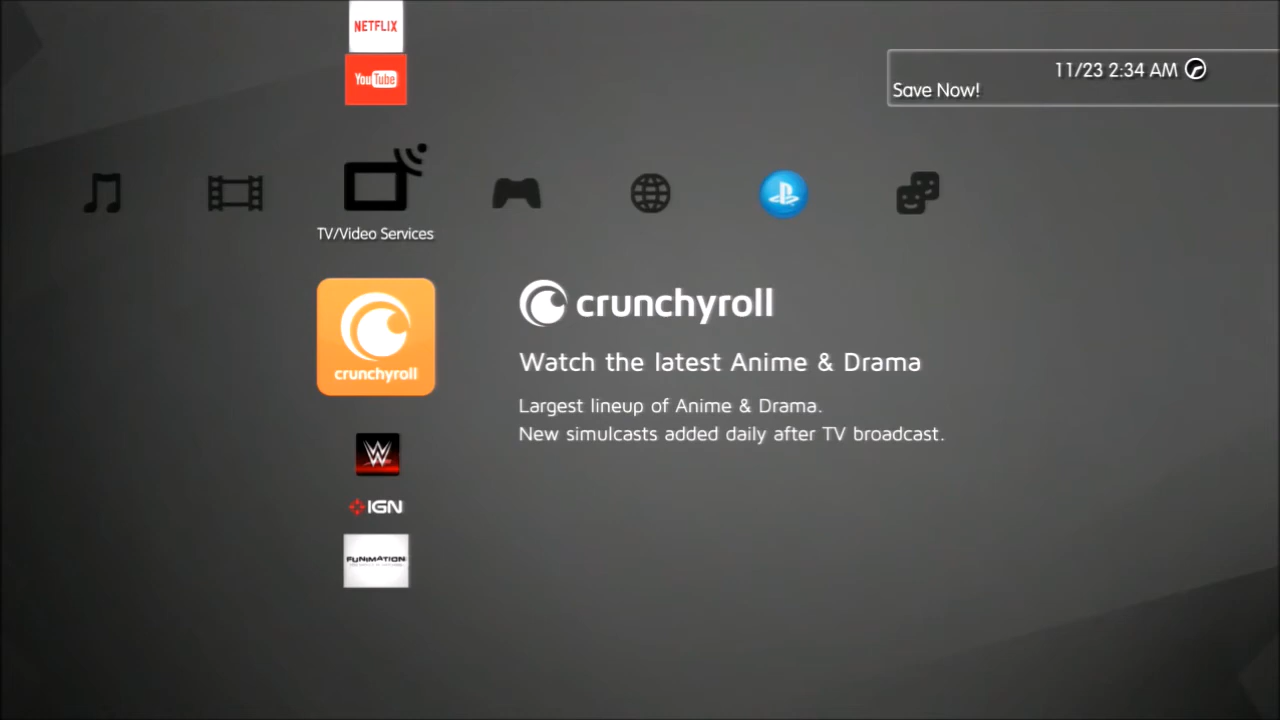 NETFLIX
YouTube
11/23 2:34 AM
Save Now!
TV/Video Services
crunchyroll
crunchyroll
Watch the latest Anime & Drama
Largest lineup of Anime & Drama.
New simulcasts added daily after TV broadcast.
W
IGN
FUNIMATION